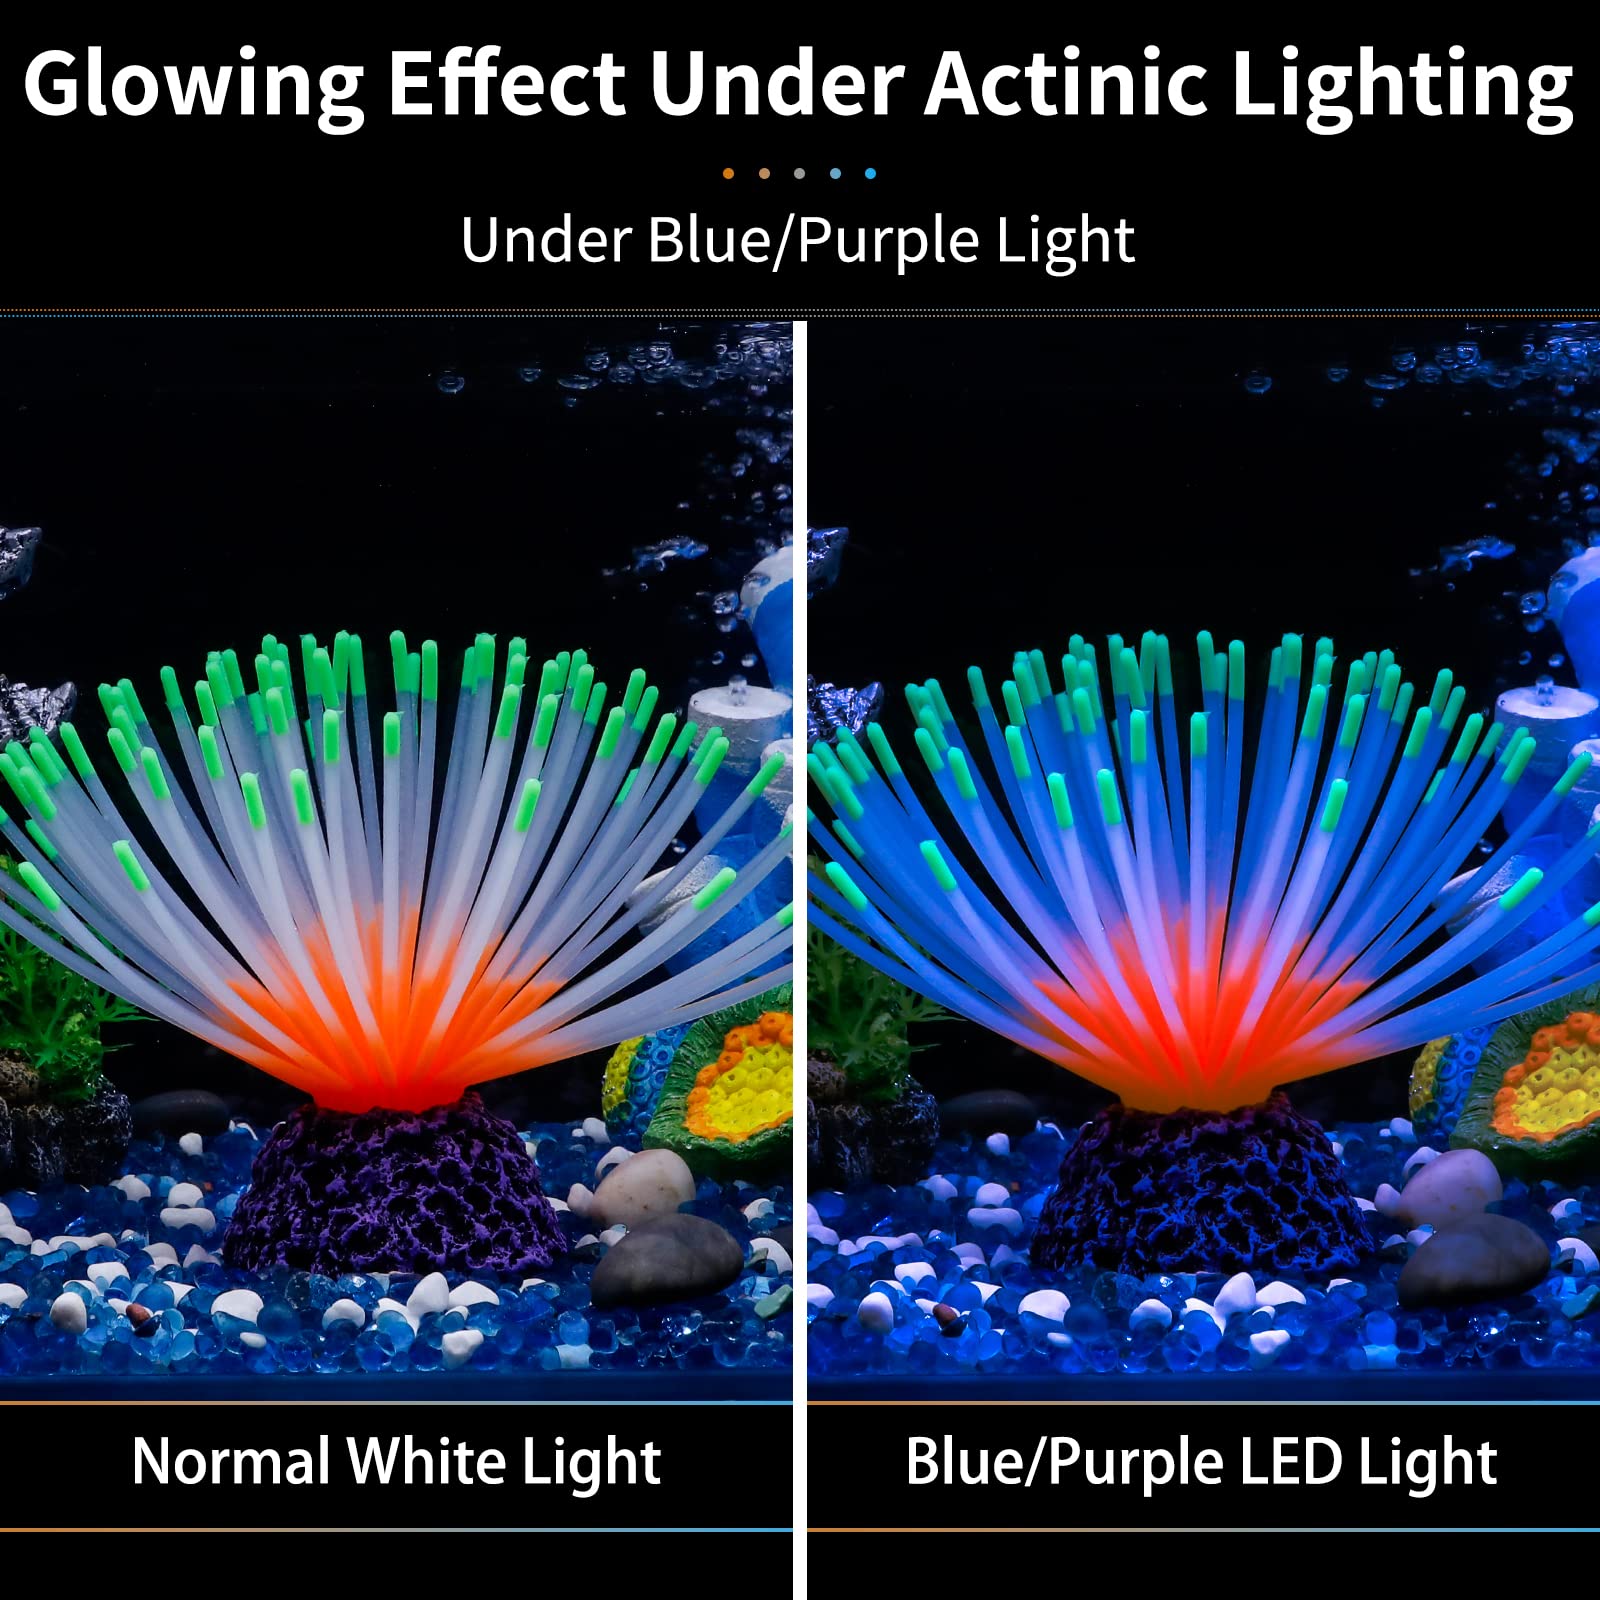 Glowing Effect Under Actinic Lighting
Under Blue/Purple Light
Normal White Light
Blue/Purple LED Light